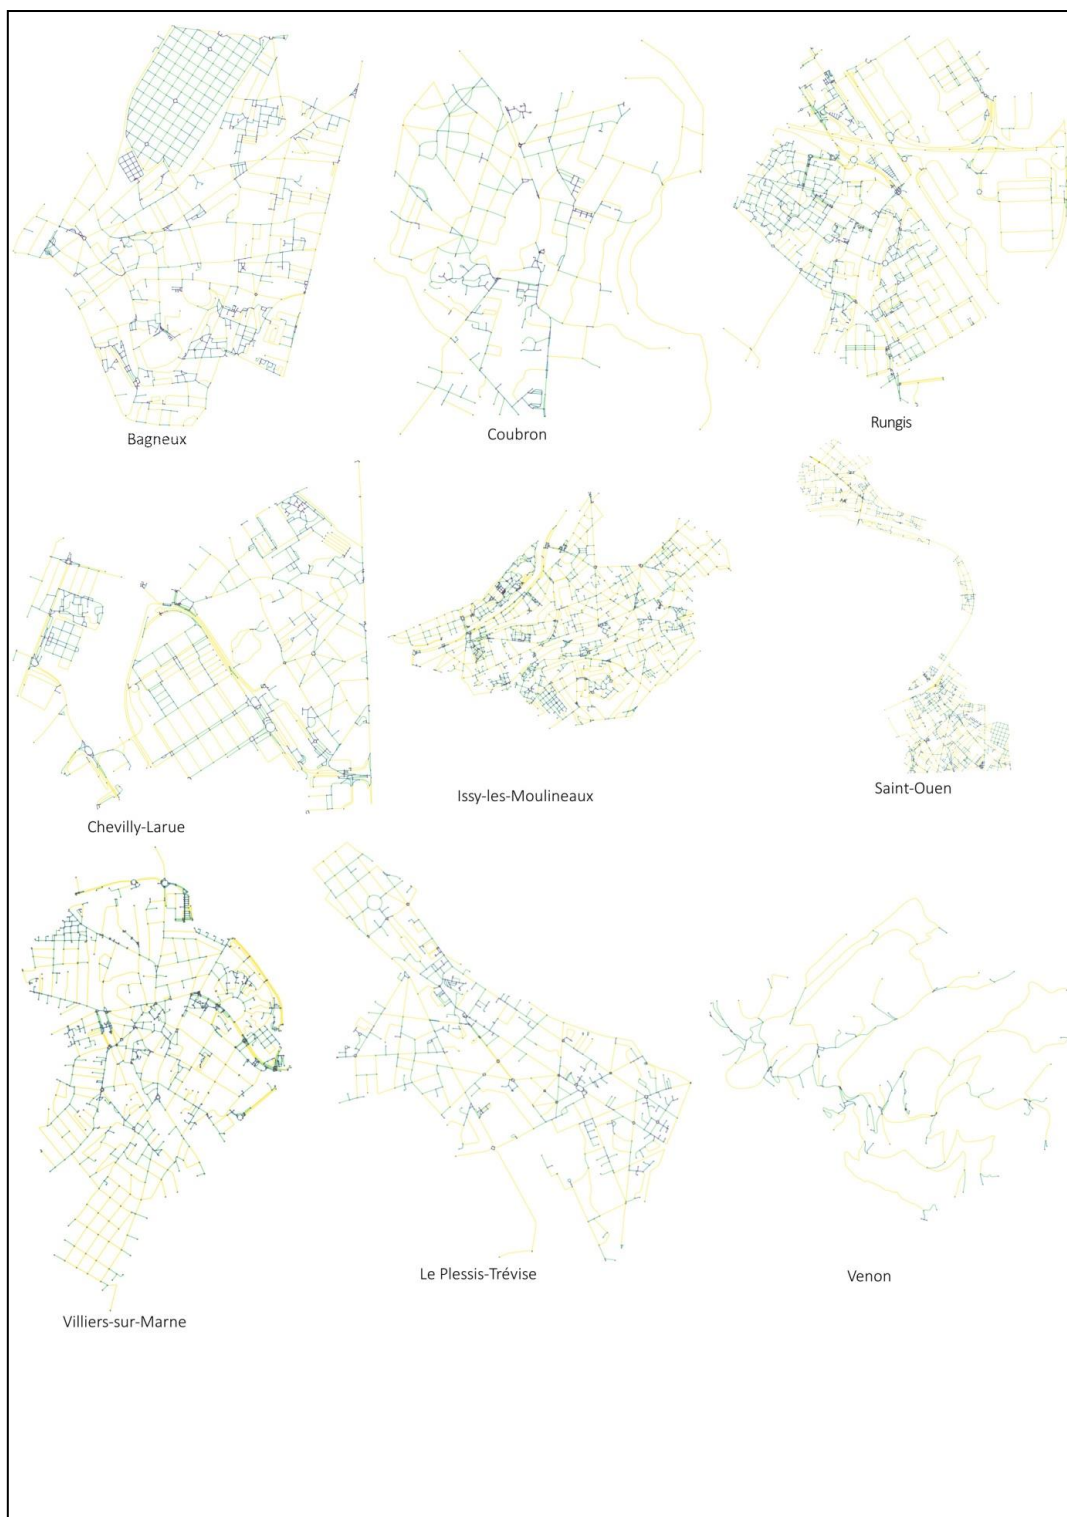 Bagneux
Coubron
Rungis
Chevilly-Larue
Issy-les-Moulineaux
Saint-Ouen
Villiers-sur-Marne
Le Plessis-Trévise
Venon